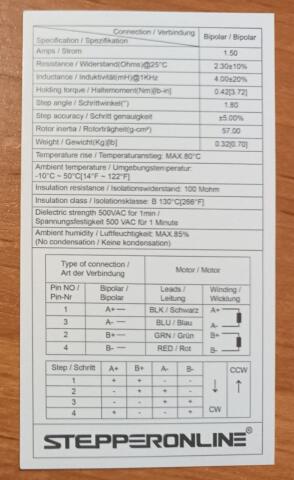 Connection / Verbindung
Specification / Spezifikation
Bipolar / Bipolar
Amps / Strom 1.50
Resistance / Widerstand(Ohms)@25°C 2.30±10%
Inductance / Induktivität(mH)@1KHz 4.00±20%
Holding torque / Haltemoment(Nm)[lb-in] 0.42[3.72]
Step angle / Schrittwinkel(°) 1.80
Step accuracy / Schritt genauigkeit ±5.00%
Rotor inertia / Rotorträgheit(g-cm²) 57.00
Weight / Gewicht(Kg)[lb] 0.32[0.70]
Temperature rise / Temperaturanstieg: MAX.80°C
Ambient temperature / Umgebungstemperatur:
-10°C ~ 50°C[14°F ~ 122°F]
Insulation resistance / Isolationswiderstand: 100 Mohm
Insulation class / Isolationsklasse: B 130°C[266°F]
Dielectric strength 500VAC for 1min /
Spannungsfestigkeit 500 VAC für 1 Minute
Ambient humidity / Luftfeuchtigkeit: MAX.85%
(No condensation / Keine kondensation)
Type of connection / Motor / Motor
Art der Verbindung
Pin NO / Bipolar / Leads / Winding /
Pin-Nr Bipolar Leitung Wicklung
1 A+ — BLK / Schwarz A+
3 A- — BLU / Blau A-
2 B+ — GRN / Grün B+
4 B- — RED / Rot B-
Step / Schritt A+ B+ A- B- CCW
1 + + - -
2 - + + -
3 - - + +
4 + - - + CW
STEPPERONLINE®